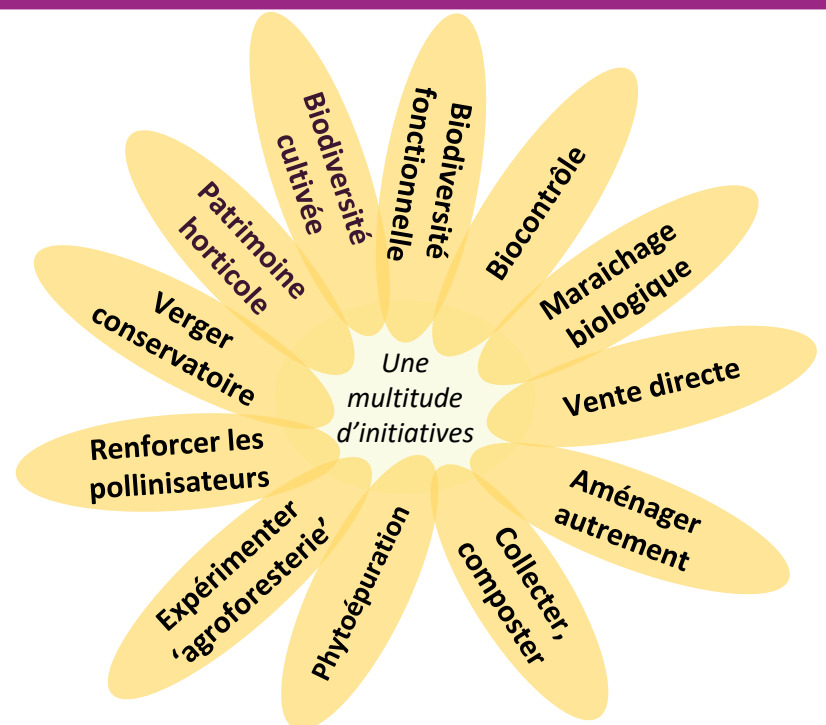 Une
multitude
d'initiatives
Biodiversité
fonctionnelle
Biocontrôle
Maraichage
biologique
Vente directe
Aménager
autrement
Collecter,
composter
Phytoépuration
Expérimenter
‘agroforesterie’
Renforcer les
pollinisateurs
Verger
conservatoire
Patrimoine
horticole
Biodiversité
cultivée